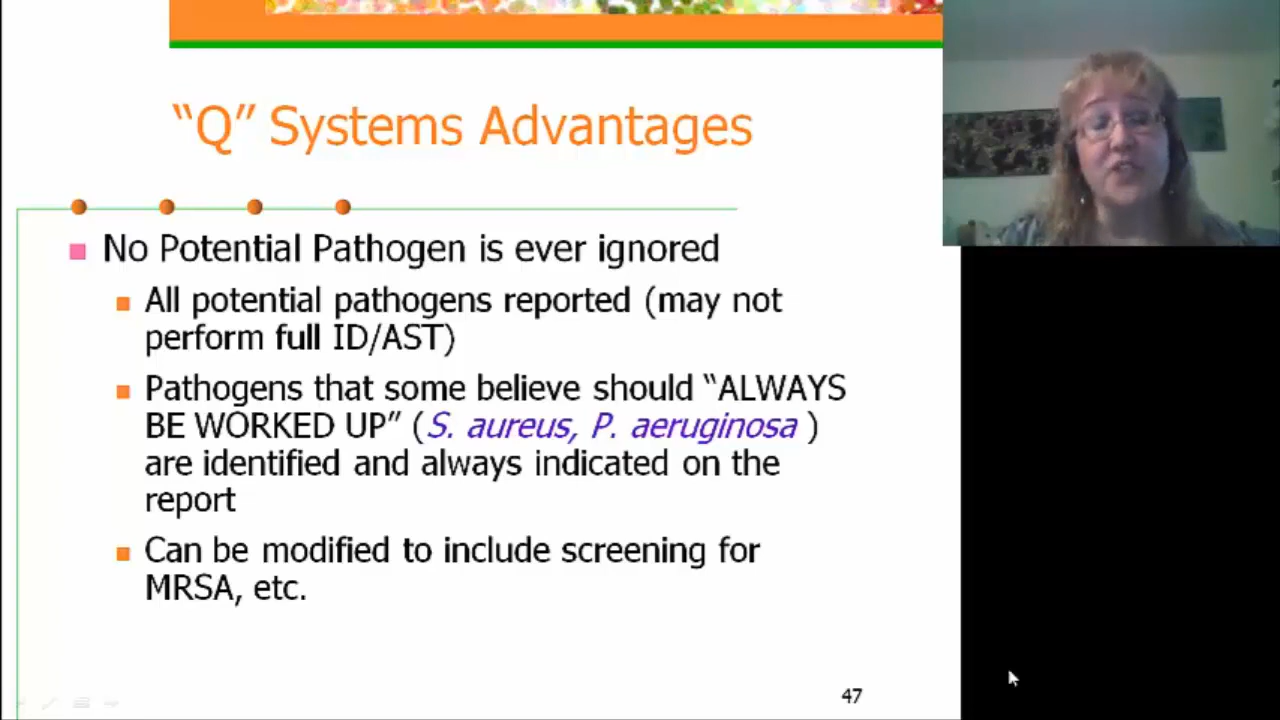 “Q” Systems Advantages
No Potential Pathogen is ever ignored
All potential pathogens reported (may not
perform full ID/AST)
Pathogens that some believe should “ALWAYS
BE WORKED UP” (S. aureus, P. aeruginosa )
are identified and always indicated on the
report
Can be modified to include screening for
MRSA, etc.
47